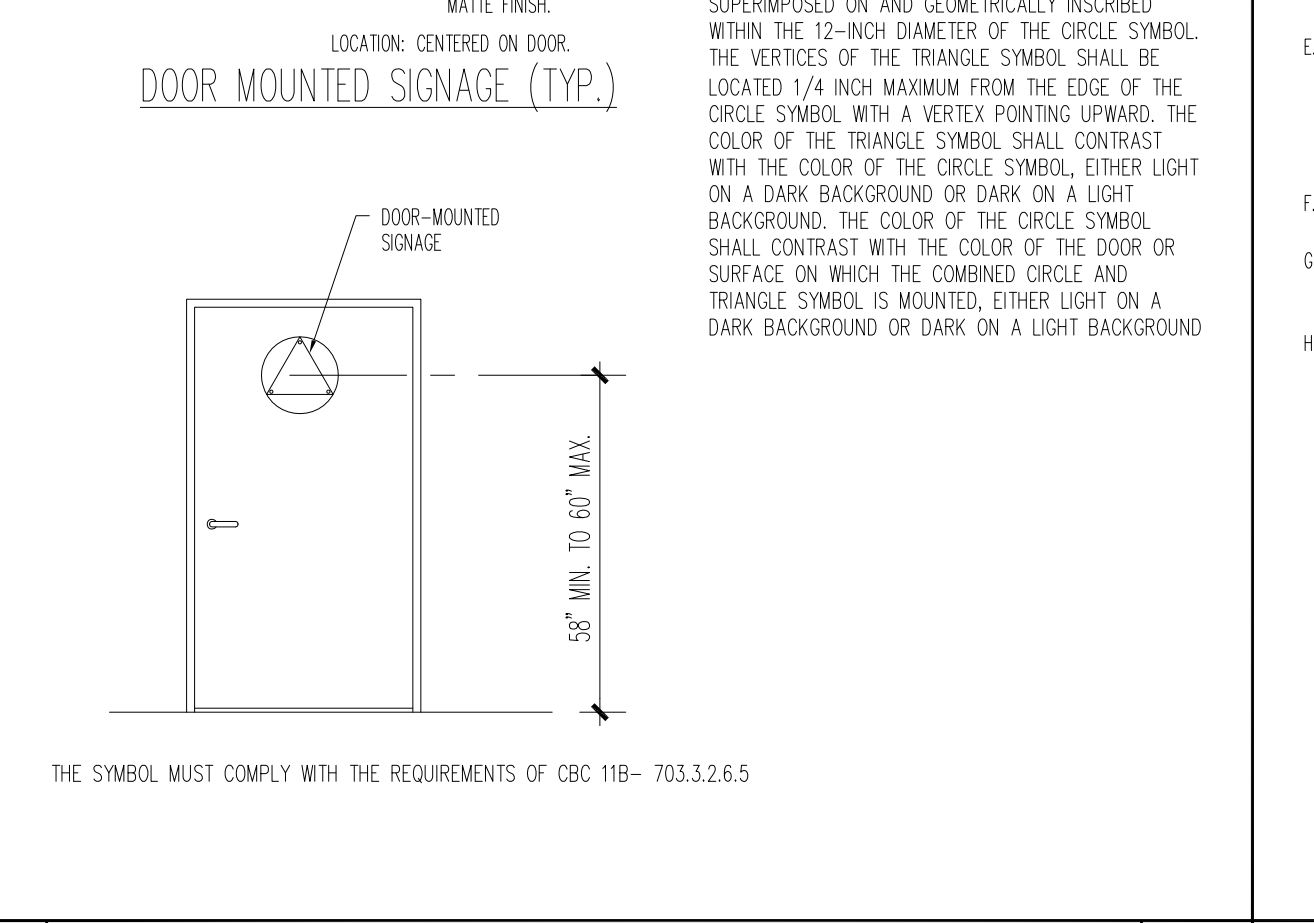 MATTE FINISH.
LOCATION: CENTERED ON DOOR.
DOOR MOUNTED SIGNAGE (TYP.)
DOOR-MOUNTED
SIGNAGE
58" MIN. TO 60" MAX.
THE SYMBOL MUST COMPLY WITH THE REQUIREMENTS OF CBC 11B- 703.3.2.6.5
SUPERIMPOSED ON AND GEOMETRICALLY INSCRIBED
WITHIN THE 12-INCH DIAMETER OF THE CIRCLE SYMBOL.
THE VERTICES OF THE TRIANGLE SYMBOL SHALL BE
LOCATED 1/4 INCH MAXIMUM FROM THE EDGE OF THE
CIRCLE SYMBOL WITH A VERTEX POINTING UPWARD. THE
COLOR OF THE TRIANGLE SYMBOL SHALL CONTRAST
WITH THE COLOR OF THE CIRCLE SYMBOL, EITHER LIGHT
ON A DARK BACKGROUND OR DARK ON A LIGHT
BACKGROUND. THE COLOR OF THE CIRCLE SYMBOL
SHALL CONTRAST WITH THE COLOR OF THE DOOR OR
SURFACE ON WHICH THE COMBINED CIRCLE AND
TRIANGLE SYMBOL IS MOUNTED, EITHER LIGHT ON A
DARK BACKGROUND OR DARK ON A LIGHT BACKGROUND
E.
F.
G
H